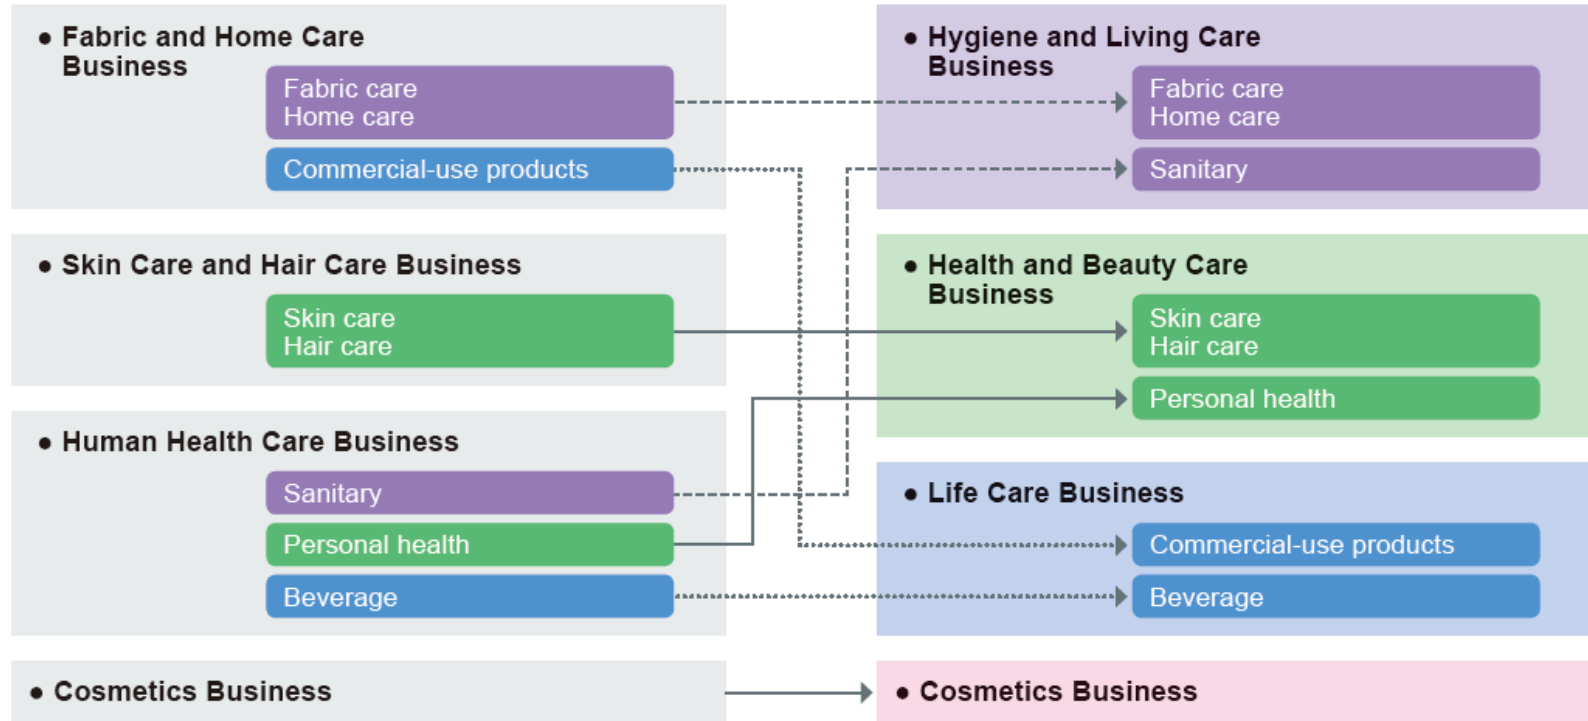 ● Fabric and Home Care
Business
Fabric care
Home care
Commercial-use products
● Skin Care and Hair Care Business
Skin care
Hair care
● Human Health Care Business
Sanitary
Personal health
Beverage
● Cosmetics Business
● Hygiene and Living Care
Business
Fabric care
Home care
Sanitary
● Health and Beauty Care
Business
Skin care
Hair care
Personal health
● Life Care Business
Commercial-use products
Beverage
● Cosmetics Business